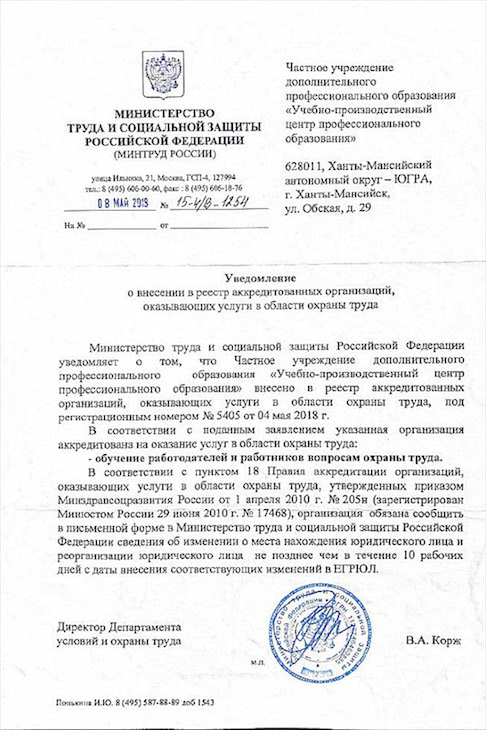 МИНИСТЕРСТВО
ТРУДА И СОЦИАЛЬНОЙ ЗАЩИТЫ
РОССИЙСКОЙ ФЕДЕРАЦИИ
(МИНТРУД РОССИИ)
улица Ильинка, 21, Москва, ГСП-4, 127994
тел.: 8 (495) 606-00-60, факс : 8 (495) 606-18-76
08 МАЙ 2018 № 15-4/В-1254
На № от
Частное учреждение
дополнительного
профессионального образования
«Учебно-производственный
центр профессионального
образования»
628011, Ханты-Мансийский
автономный округ – ЮГРА,
г. Ханты-Мансийск,
ул. Обская, д. 29
Уведомление
о внесении в реестр аккредитованных организаций,
оказывающих услуги в области охраны труда
Министерство труда и социальной защиты Российской Федерации
уведомляет о том, что Частное учреждение дополнительного
профессионального образования «Учебно-производственный центр
профессионального образования» внесено в реестр аккредитованных
организаций, оказывающих услуги в области охраны труда, под
регистрационным номером № 5405 от 04 мая 2018 г.
В соответствии с поданным заявлением указанная организация
аккредитована на оказание услуг в области охраны труда:
- обучение работодателей и работников вопросам охраны труда.
В соответствии с пунктом 18 Правил аккредитации организаций,
оказывающих услуги в области охраны труда, утвержденных приказом
Минздравсоцразвития России от 1 апреля 2010 г. № 205н (зарегистрирован
Минюстом России 29 июня 2010 г. № 17468), организация обязана сообщить
в письменной форме в Министерство труда и социальной защиты Российской
Федерации сведения об изменении о места нахождения юридического лица и
реорганизации юридического лица не позднее чем в течение 10 рабочих
дней с даты внесения соответствующих изменений в ЕГРЮЛ.
Директор Департамента
условий и охраны труда
В.А. Корж
м.п.
Понькина И.Ю. 8 (495) 587-88-89 доб 1543